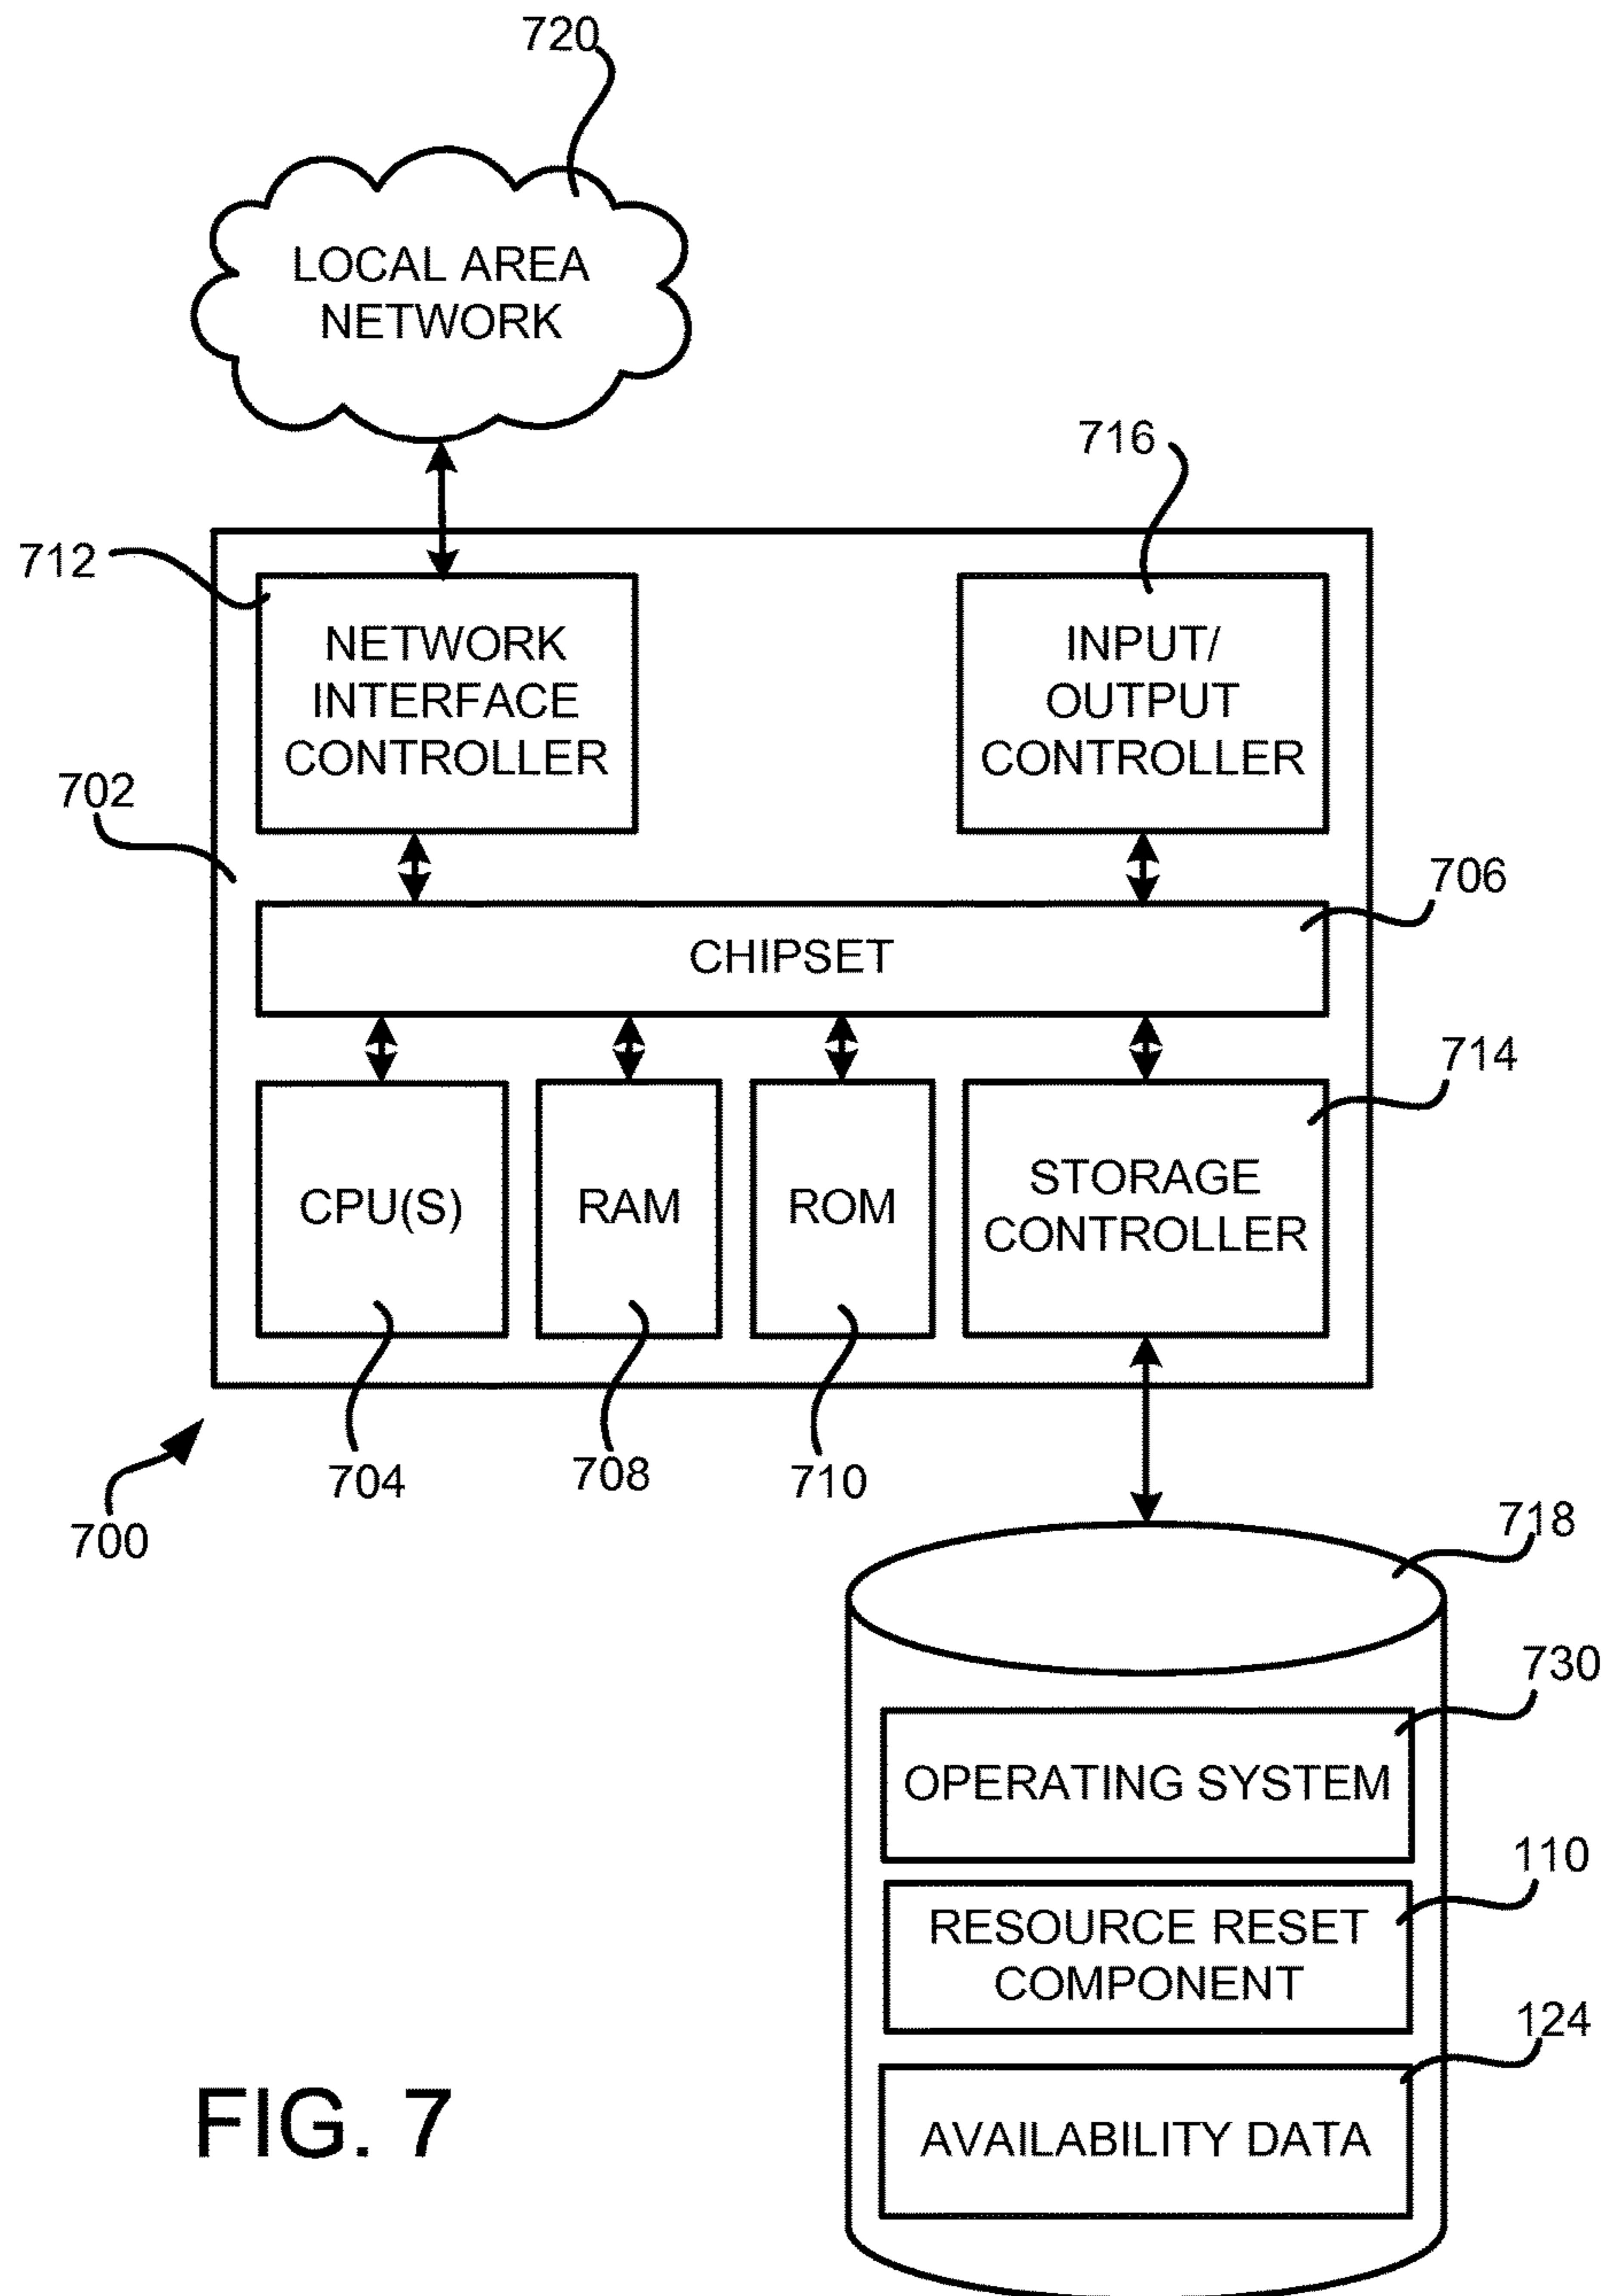 720
LOCAL AREA
NETWORK
716
712
NETWORK
INTERFACE
CONTROLLER
INPUT/
OUTPUT
CONTROLLER
702
706
CHIPSET
714
CPU(S)
RAM
ROM
STORAGE
CONTROLLER
704
708
710
700
718
730
OPERATING SYSTEM
110
RESOURCE RESET
COMPONENT
124
AVAILABILITY DATA
FIG. 7